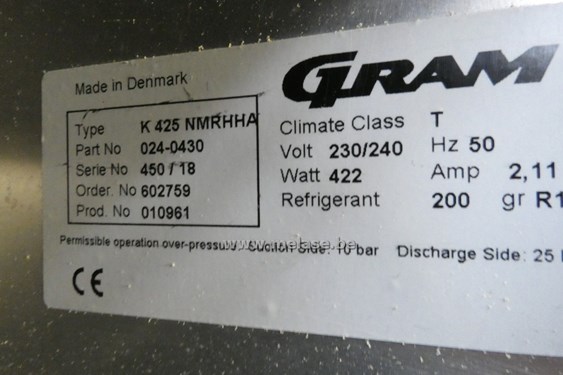 GRAM
Made in Denmark
Type K 425 NMRHHA
Part No 024-0430
Serie No 450 / 18
Order. No 602759
Prod. No 010961
Climate Class T
Volt 230/240 Hz 50
Watt 422 Amp 2,11
Refrigerant 200 gr R1
Permissible operation over-pressure Suction Side: 10 bar Discharge Side: 25
CE